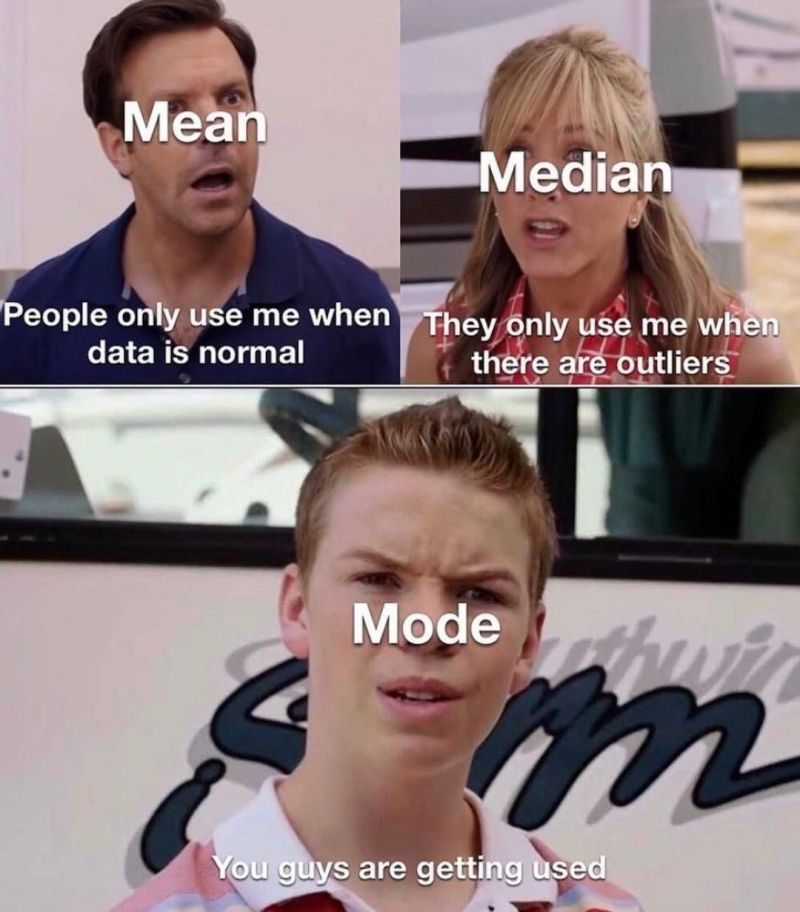 Mean
People only use me when
data is normal
Median
They only use me when
there are outliers
Mode
You guys are getting used